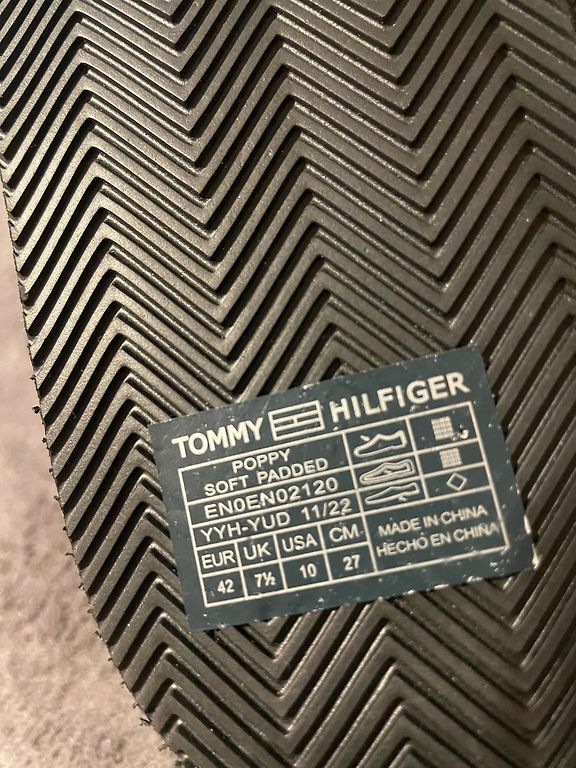 TOMMY HILFIGER
POPPY
SOFT PADDED
EN0EN02120
YYH-YUD 11/22
EUR UK USA CM
42 7½ 10 27
MADE IN CHINA
HECHO EN CHINA